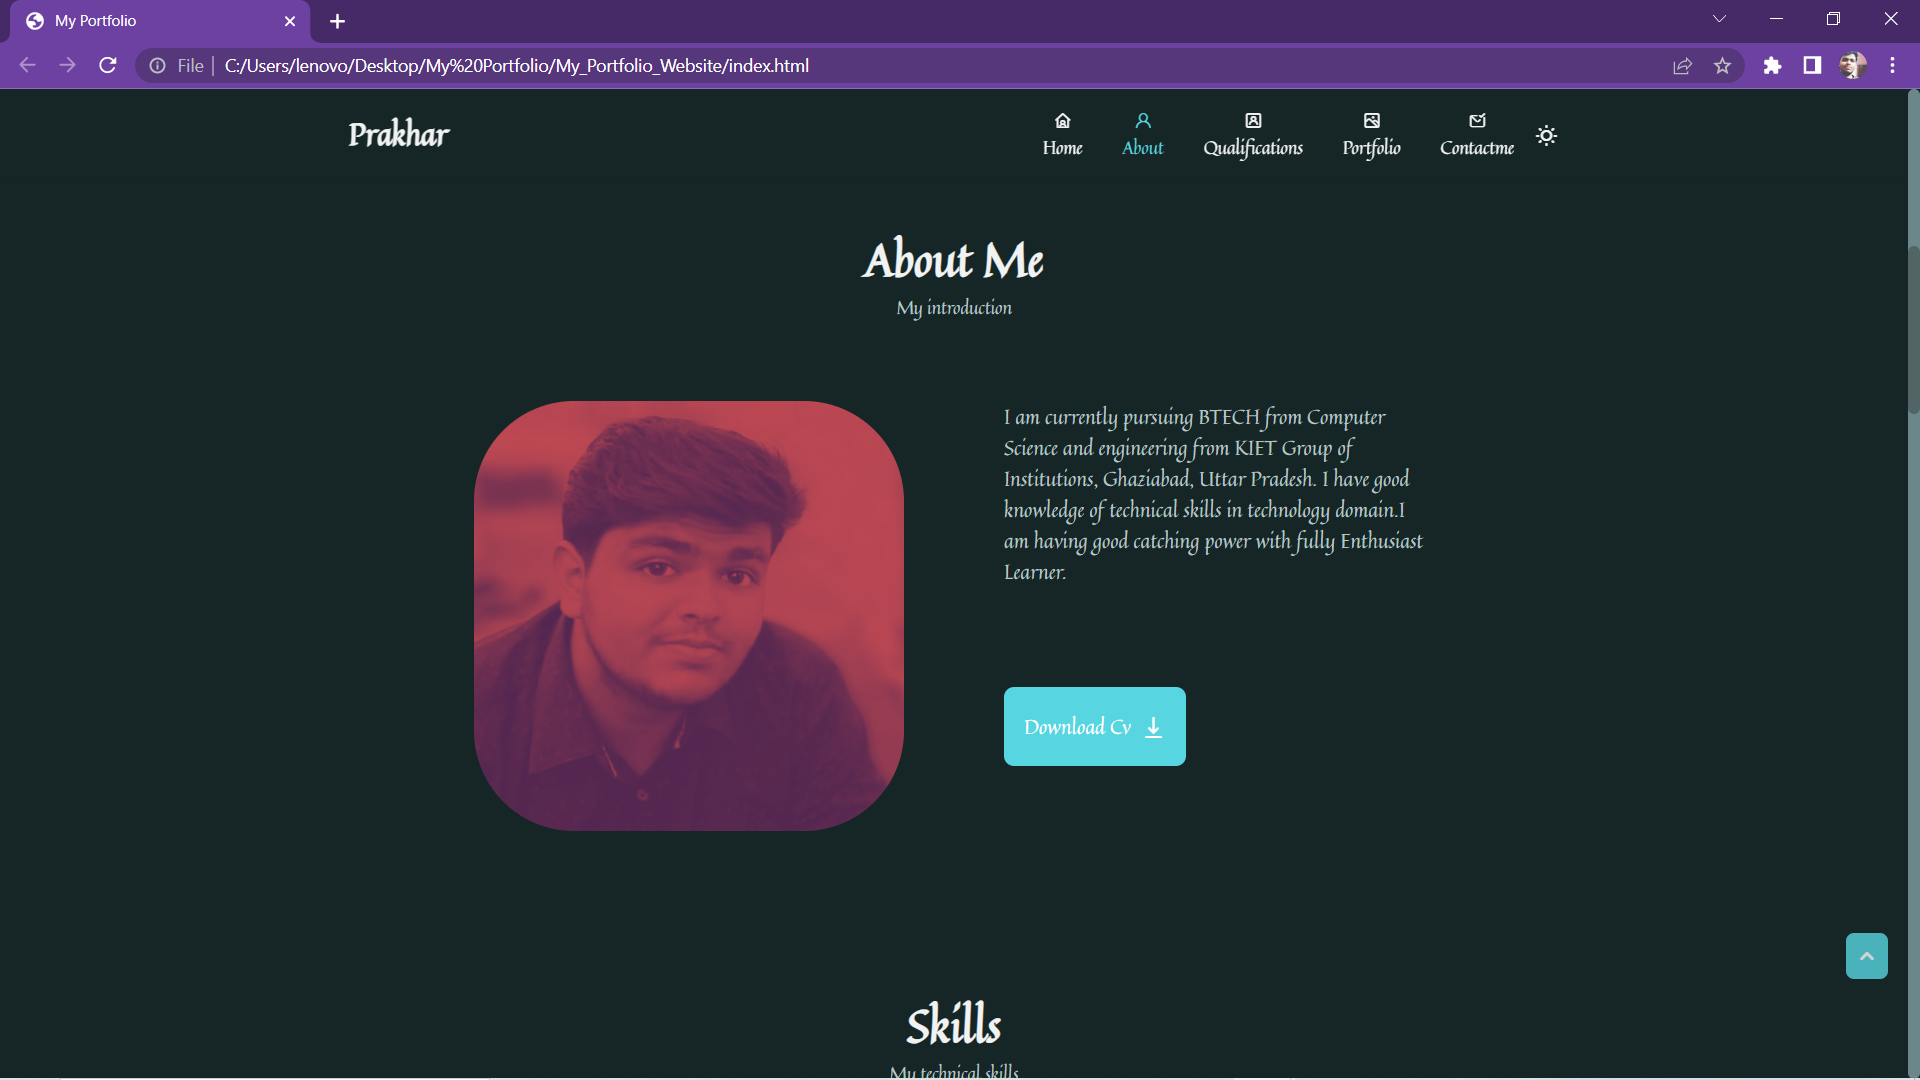 My Portfolio
File | C:/Users/lenovo/Desktop/My%20Portfolio/My_Portfolio_Website/index.html
Prakhar
Home About Qualifications Portfolio Contactme
About Me
My introduction
I am currently pursuing BTECH from Computer
Science and engineering from KIET Group of
Institutions, Ghaziabad, Uttar Pradesh. I have good
knowledge of technical skills in technology domain.I
am having good catching power with fully Enthusiast
Learner.
Download Cv
Skills
My technical skills